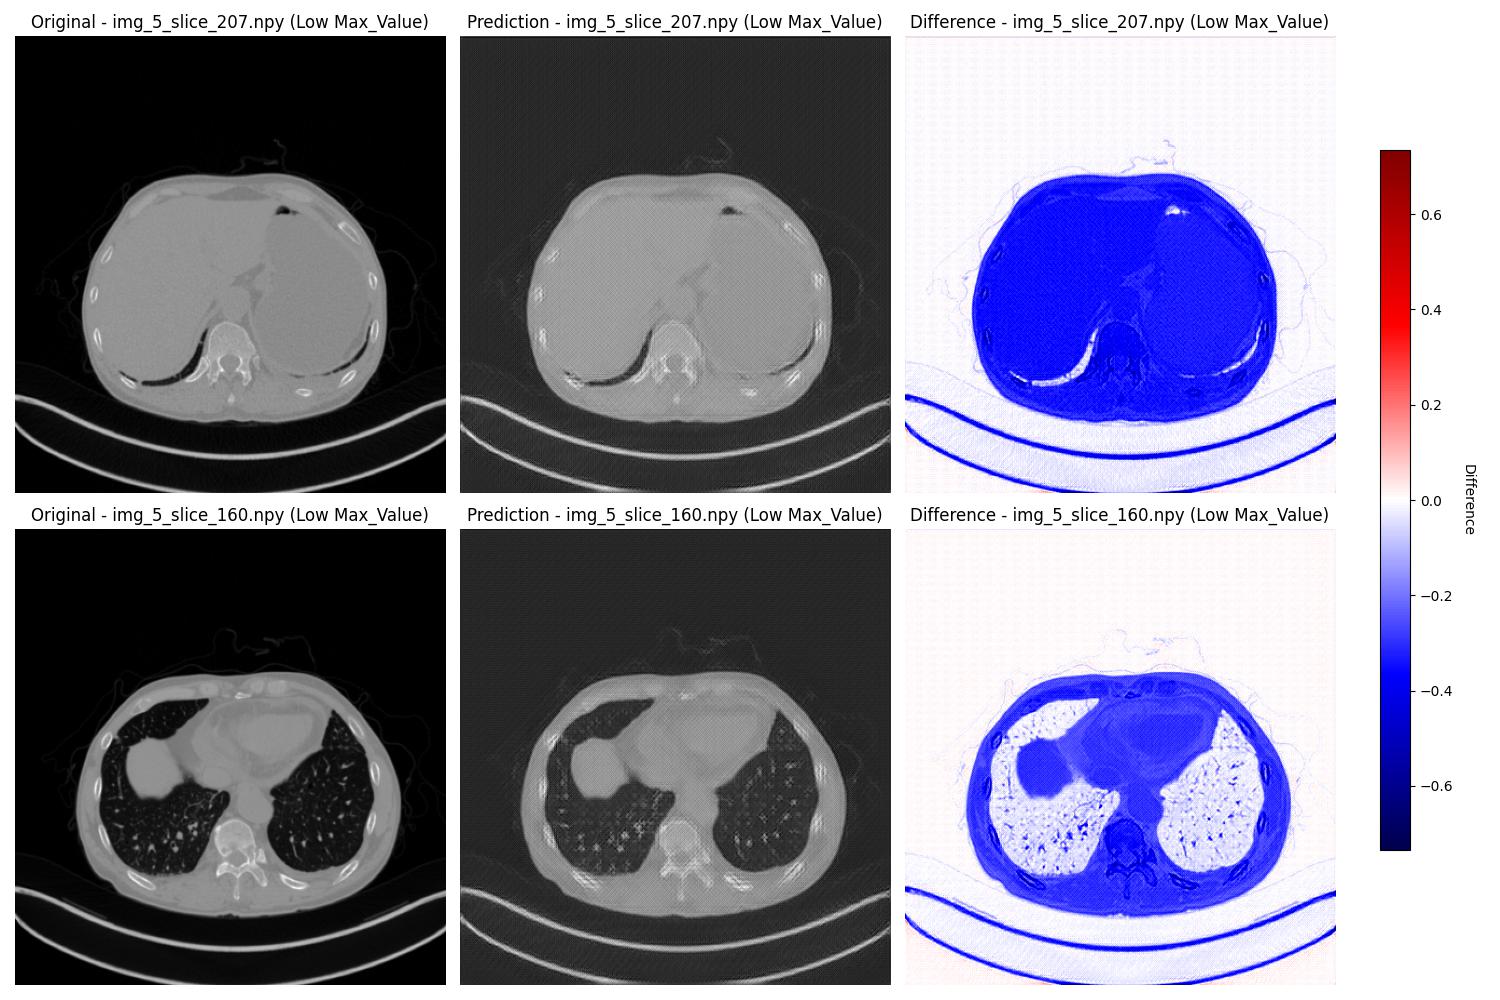 Original - img_5_slice_207.npy (Low Max_Value)
Prediction - img_5_slice_207.npy (Low Max_Value)
Difference - img_5_slice_207.npy (Low Max_Value)
Original - img_5_slice_160.npy (Low Max_Value)
Prediction - img_5_slice_160.npy (Low Max_Value)
Difference - img_5_slice_160.npy (Low Max_Value)
0.6
0.4
0.2
0.0
−0.2
−0.4
−0.6
Difference